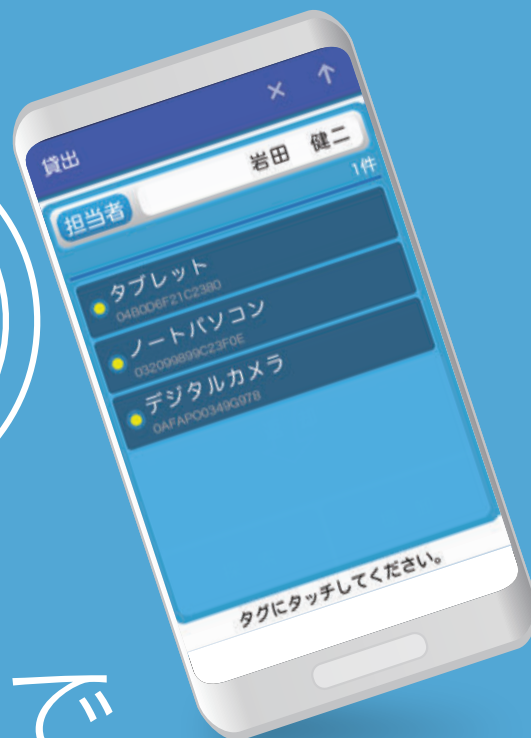 貸出
×
↑
担当者
岩田 健二
1件
タブレット
04B0D6F21C2380
ノートパソコン
032099B99C23F0E
デジタルカメラ
0AFAPO0349G978
タグにタッチしてください。
で